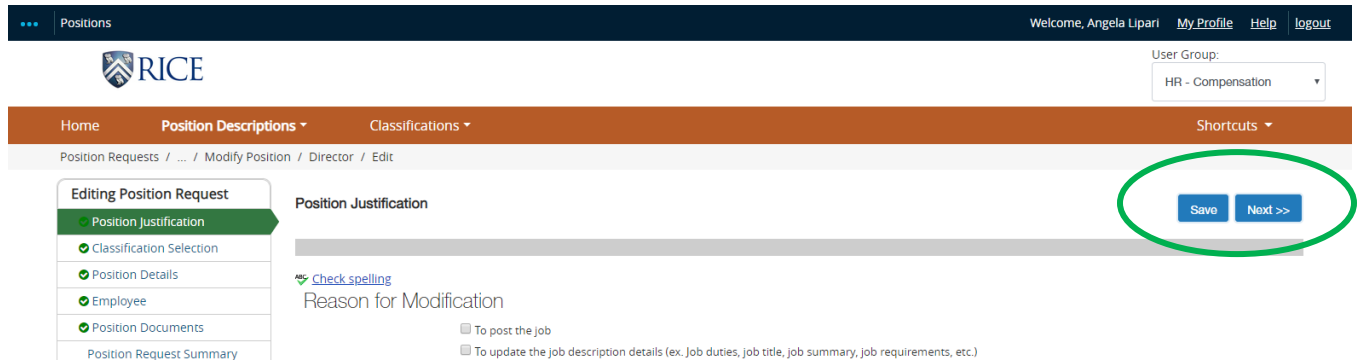 ••• Positions Welcome, Angela Lipari My Profile Help logout
RICE
User Group:
HR - Compensation
Home Position Descriptions Classifications Shortcuts
Position Requests / ... / Modify Position / Director / Edit
Editing Position Request
Position Justification
Classification Selection
Position Details
Employee
Position Documents
Position Request Summary
Position Justification
Save Next >>
ABC Check spelling
Reason for Modification
To post the job
To update the job description details (ex. Job duties, job title, job summary, job requirements, etc.)